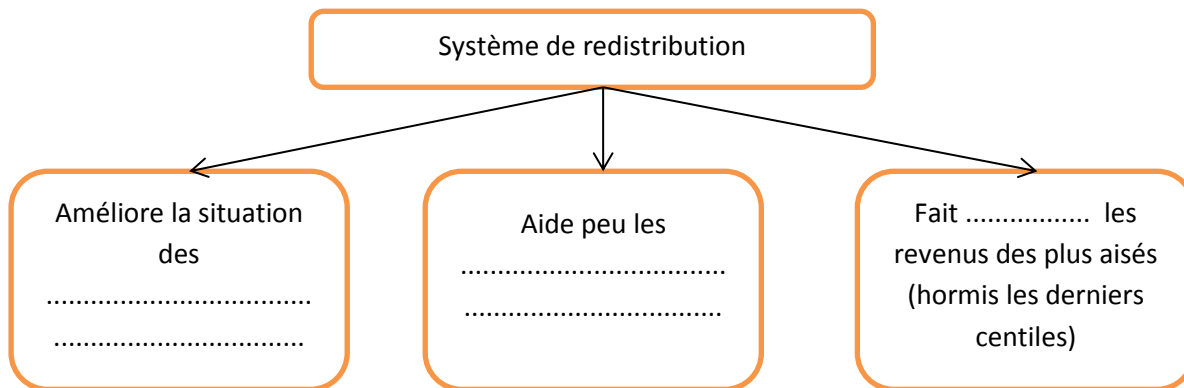 Système de redistribution
Améliore la situation
des
.....................................
...................................
Aide peu les
.....................................
....................................
Fait ................. les
revenus des plus aisés
(hormis les derniers
centiles)